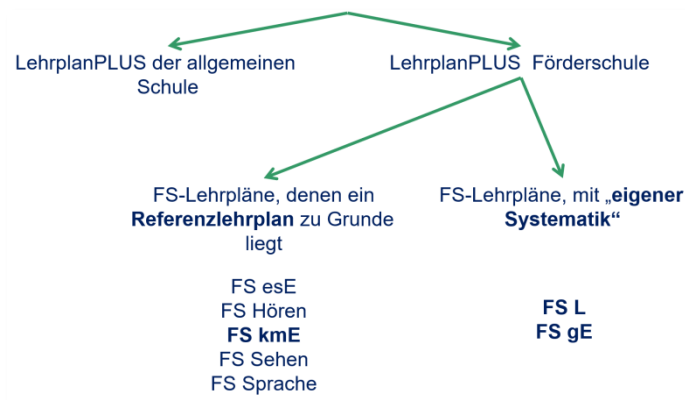 LehrplanPLUS der allgemeinen
Schule
LehrplanPLUS Förderschule
FS-Lehrpläne, denen ein
Referenzlehrplan zu Grunde
liegt
FS esE
FS Hören
FS kmE
FS Sehen
FS Sprache
FS-Lehrpläne, mit „eigener
Systematik“
FS L
FS gE